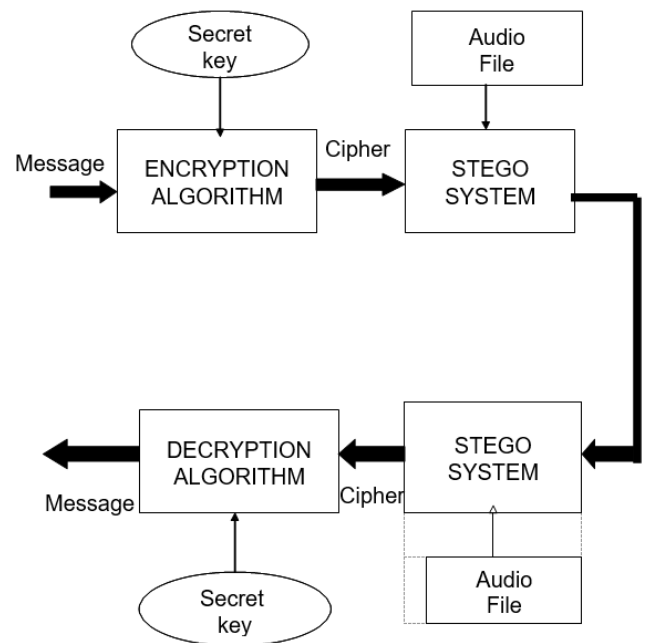 Secret
key
Audio
File
Message
ENCRYPTION
ALGORITHM
Cipher
STEGO
SYSTEM
DECRYPTION
ALGORITHM
STEGO
SYSTEM
Message
Cipher
Secret
key
Audio
File